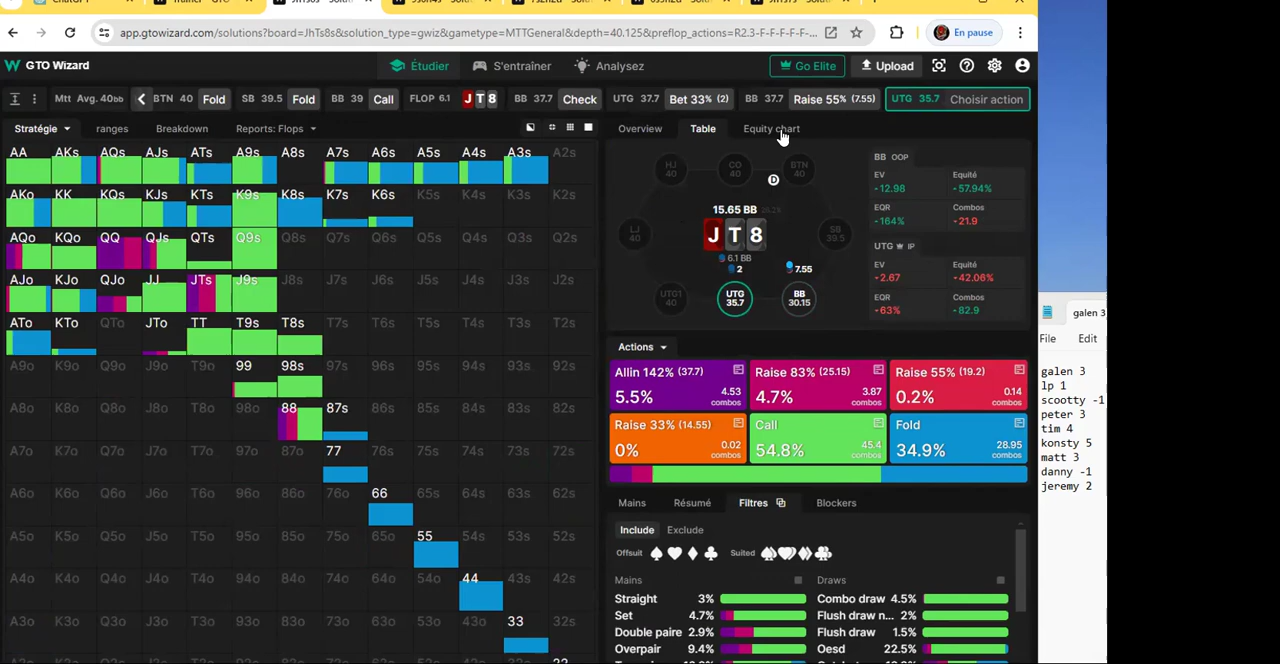 ChatGPT
Trainer - GTO
JhTs8s - Soluti
app.gtowizard.com/solutions?board=JhTs8s&solution_type=gwiz&gametype=MTTGeneral&depth=40.125&preflop_actions=R2.3-F-F-F-F-F-...
En pause
GTO Wizard
Étudier
S'entraîner
Analysez
Go Elite
Upload
Mtt Avg. 40bb
BTN 40 Fold
SB 39.5 Fold
BB 39 Call
FLOP 6.1 J T 8
BB 37.7 Check
UTG 37.7 Bet 33% (2)
BB 37.7 Raise 55% (7.55)
UTG 35.7 Choisir action
Stratégie
ranges
Breakdown
Reports: Flops
Overview
Table
Equity chart
AA AKs AQs AJs ATs A9s A8s A7s A6s A5s A4s A3s A2s
AKo KK KQs KJs KTs K9s K8s K7s K6s K5s K4s K3s K2s
AQo KQo QQ QJs QTs Q9s Q8s Q7s Q6s Q5s Q4s Q3s Q2s
AJo KJo QJo JJ JTs J9s J8s J7s J6s J5s J4s J3s J2s
ATo KTo QTo JTo TT T9s T8s T7s T6s T5s T4s T3s T2s
A9o K9o Q9o J9o T9o 99 98s 97s 96s 95s 94s 93s 92s
A8o K8o Q8o J8o T8o 98o 88 87s 86s 85s 84s 83s 82s
A7o K7o Q7o J7o T7o 97o 87o 77 76s 75s 74s 73s 72s
A6o K6o Q6o J6o T6o 96o 86o 76o 66 65s 64s 63s 62s
A5o K5o Q5o J5o T5o 95o 85o 75o 65o 55 54s 53s 52s
A4o K4o Q4o J4o T4o 94o 84o 74o 64o 54o 44 43s 42s
A3o K3o Q3o J3o T3o 93o 83o 73o 63o 53o 43o 33 32s
22
HJ 40
CO 40
BTN 40
D
LJ 40
15.65 BB
J T 8
SB 39.5
6.1 BB
2
7.55
UTG1 40
UTG 35.7
BB 30.15
BB OOP
EV Equité
12.98 57.94%
EQR Combos
164% 21.9
UTG IP
EV Equité
2.67 42.06%
EQR Combos
63% 82.9
Actions
Allin 142% (37.7)
5.5% 4.53 combos
Raise 83% (25.15)
4.7% 3.87 combos
Raise 55% (19.2)
0.2% 0.14 combos
Raise 33% (14.55)
0% 0.02 combos
Call
54.8% 45.4 combos
Fold
34.9% 28.95 combos
Mains
Résumé
Filtres
Blockers
Include
Exclude
Offsuit
Suited
Mains
Draws
Straight 3%
Combo draw 4.5%
Set 4.7%
Flush draw n... 2%
Double paire 2.9%
Flush draw 1.5%
Overpair 9.4%
Oesd 22.5%
galen 3
File Edit
galen 3
lp 1
scootty -1
peter 3
tim 4
konsty 5
matt 3
danny -1
jeremy 2